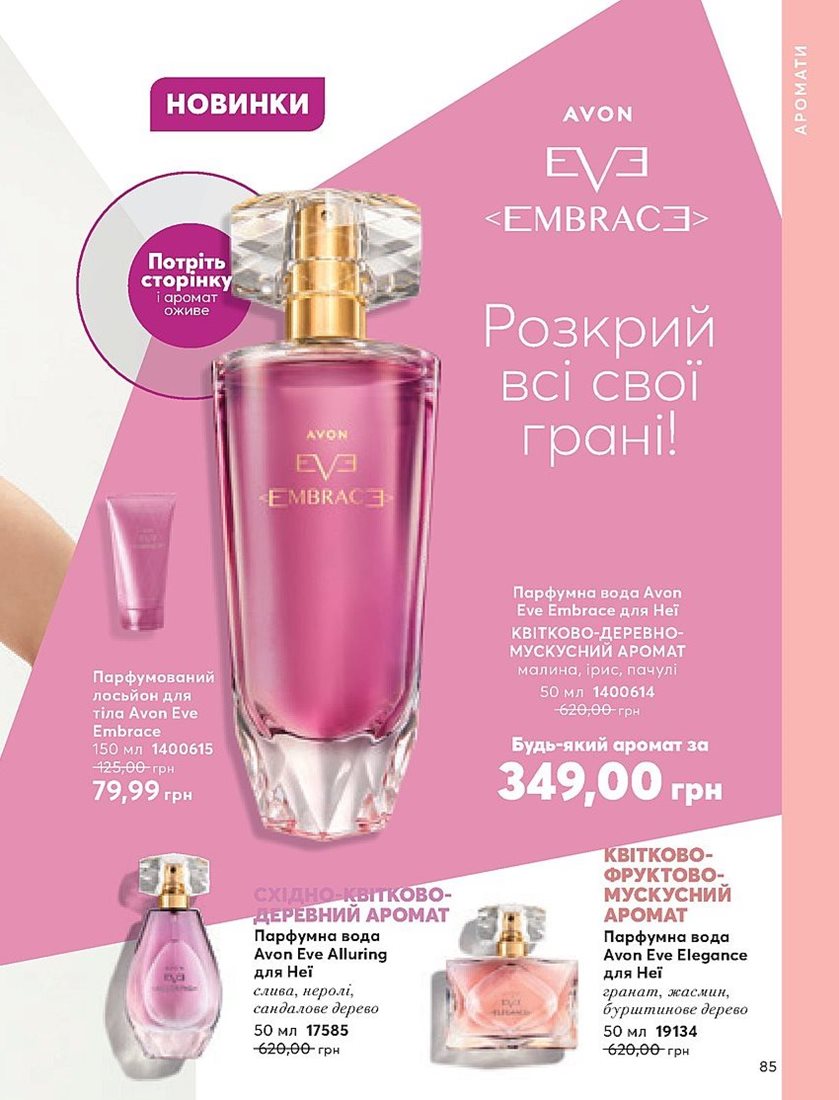 АРОМАТИ
НОВИНКИ
AVON
EVE
<EMBRACE>
Потріть
сторінку
і аромат
оживе
Розкрий
всі свої
грані!
AVON
EVE
<EMBRACE>
Парфумна вода Avon
Eve Embrace для Неї
КВІТКОВО-ДЕРЕВНО-
МУСКУСНИЙ АРОМАТ
малина, ірис, пачулі
50 мл 1400614
620,00 грн
Будь-який аромат за
349,00 грн
Парфумований
лосьйон для
тіла Avon Eve
Embrace
150 мл 1400615
125,00 грн
79,99 грн
СХІДНО-КВІТКОВО-
ДЕРЕВНИЙ АРОМАТ
Парфумна вода
Avon Eve Alluring
для Неї
слива, неролі,
сандалове дерево
50 мл 17585
620,00 грн
AVON
EVE
КВІТКОВО-
ФРУКТОВО-
МУСКУСНИЙ
АРОМАТ
Парфумна вода
Avon Eve Elegance
для Неї
гранат, жасмин,
бурштинове дерево
50 мл 19134
620,00 грн
AVON
EVE
ELEGANCE
85